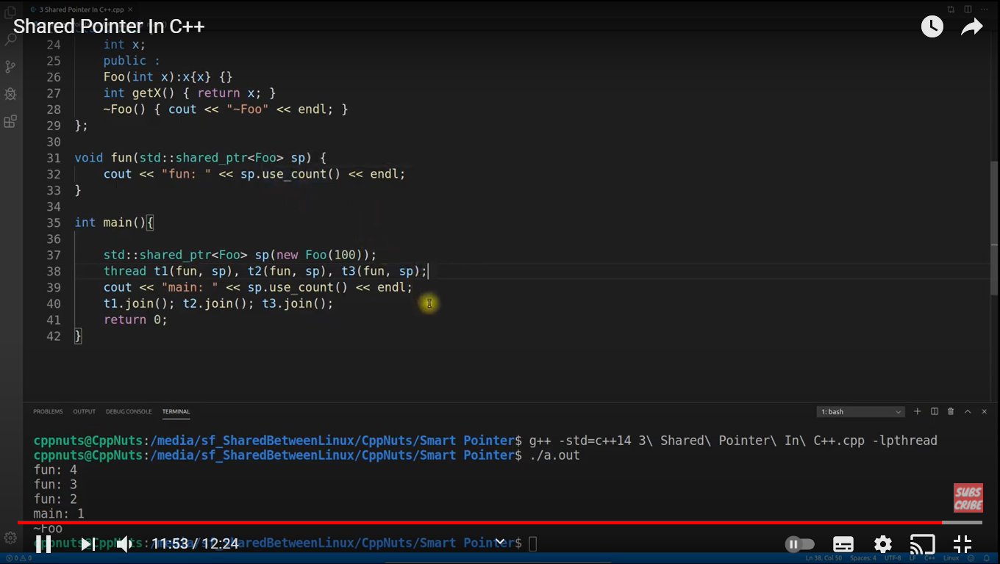 3 Shared Pointer In C++.cpp
Shared Pointer In C++
24 int x;
25 public :
26 Foo(int x):x{x} {}
27 int getX() { return x; }
28 ~Foo() { cout << "~Foo" << endl; }
29 };
30
31 void fun(std::shared_ptr<Foo> sp) {
32 cout << "fun: " << sp.use_count() << endl;
33 }
34
35 int main(){
36
37 std::shared_ptr<Foo> sp(new Foo(100));
38 thread t1(fun, sp), t2(fun, sp), t3(fun, sp);
39 cout << "main: " << sp.use_count() << endl;
40 t1.join(); t2.join(); t3.join();
41 return 0;
42 }
PROBLEMS OUTPUT DEBUG CONSOLE TERMINAL 1: bash
cppnuts@CppNuts:/media/sf_SharedBetweenLinux/CppNuts/Smart Pointer$ g++ -std=c++14 3\ Shared\ Pointer\ In\ C++.cpp -lpthread
cppnuts@CppNuts:/media/sf_SharedBetweenLinux/CppNuts/Smart Pointer$ ./a.out
fun: 4
fun: 3
fun: 2
main: 1
~Foo
SUBSCRIBE
cppnuts@CppNuts:/media/sf_SharedBetweenLinux/CppNuts/Smart Pointer$
11:53 / 12:24
0 0 Ln 38, Col 50 Spaces: 4 UTF-8 LF C++ Linux